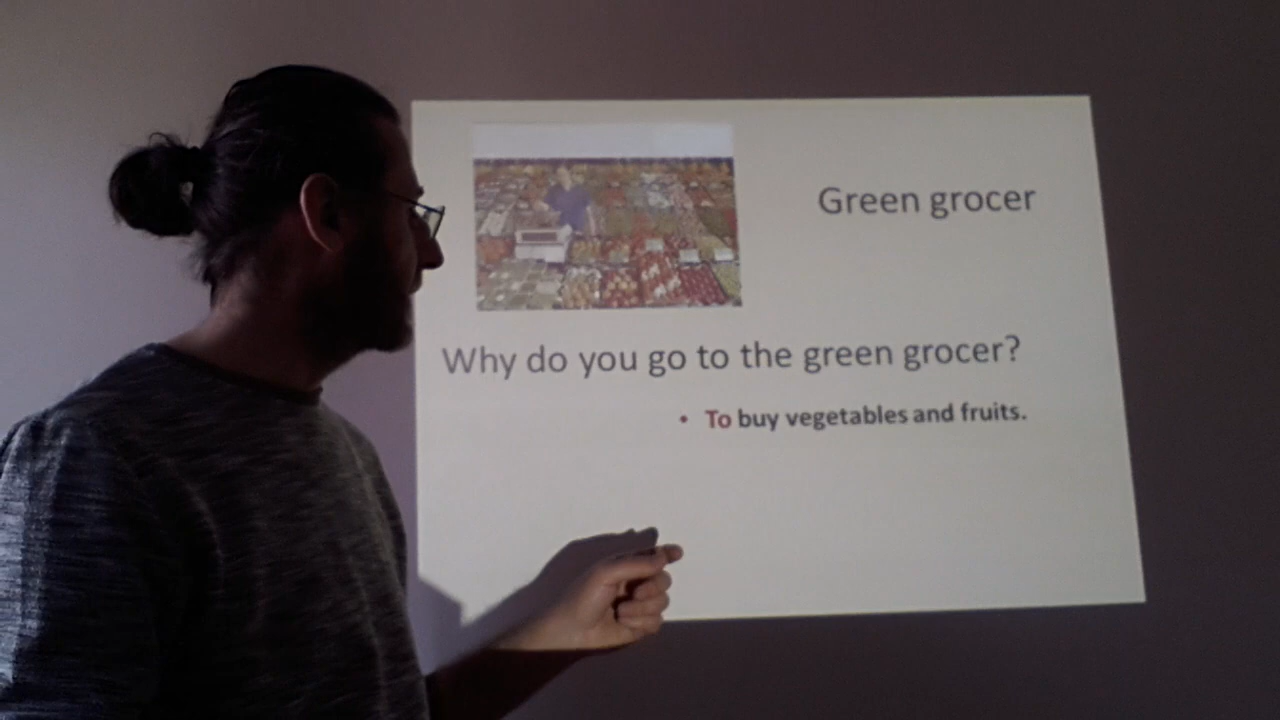 Green grocer
Why do you go to the green grocer?
• To buy vegetables and fruits.